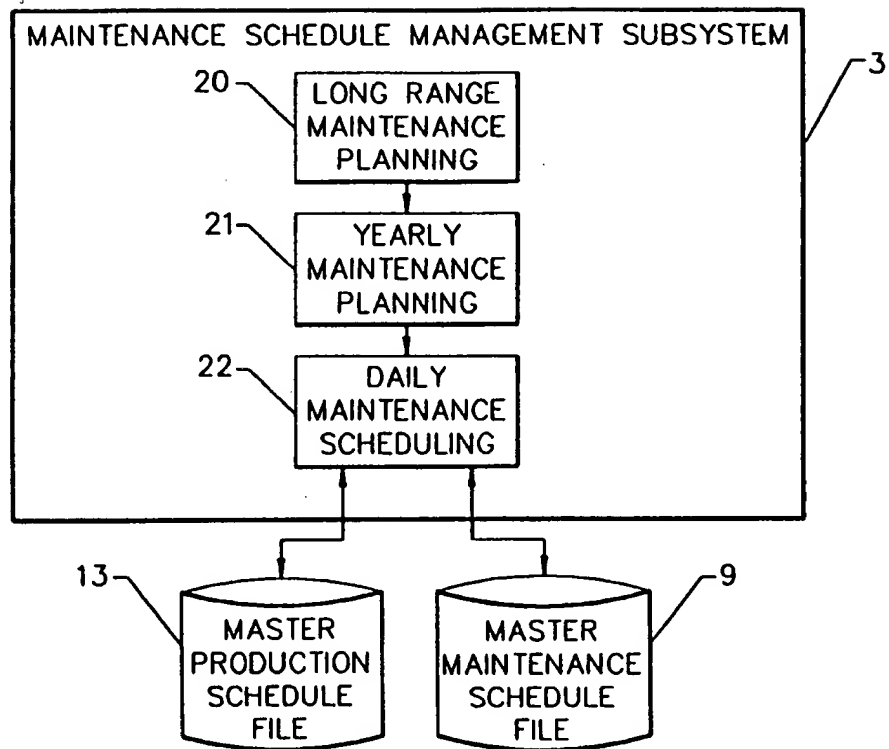 MAINTENANCE SCHEDULE MANAGEMENT SUBSYSTEM
3
20
LONG RANGE
MAINTENANCE
PLANNING
21
YEARLY
MAINTENANCE
PLANNING
22
DAILY
MAINTENANCE
SCHEDULING
13
MASTER
PRODUCTION
SCHEDULE
FILE
9
MASTER
MAINTENANCE
SCHEDULE
FILE